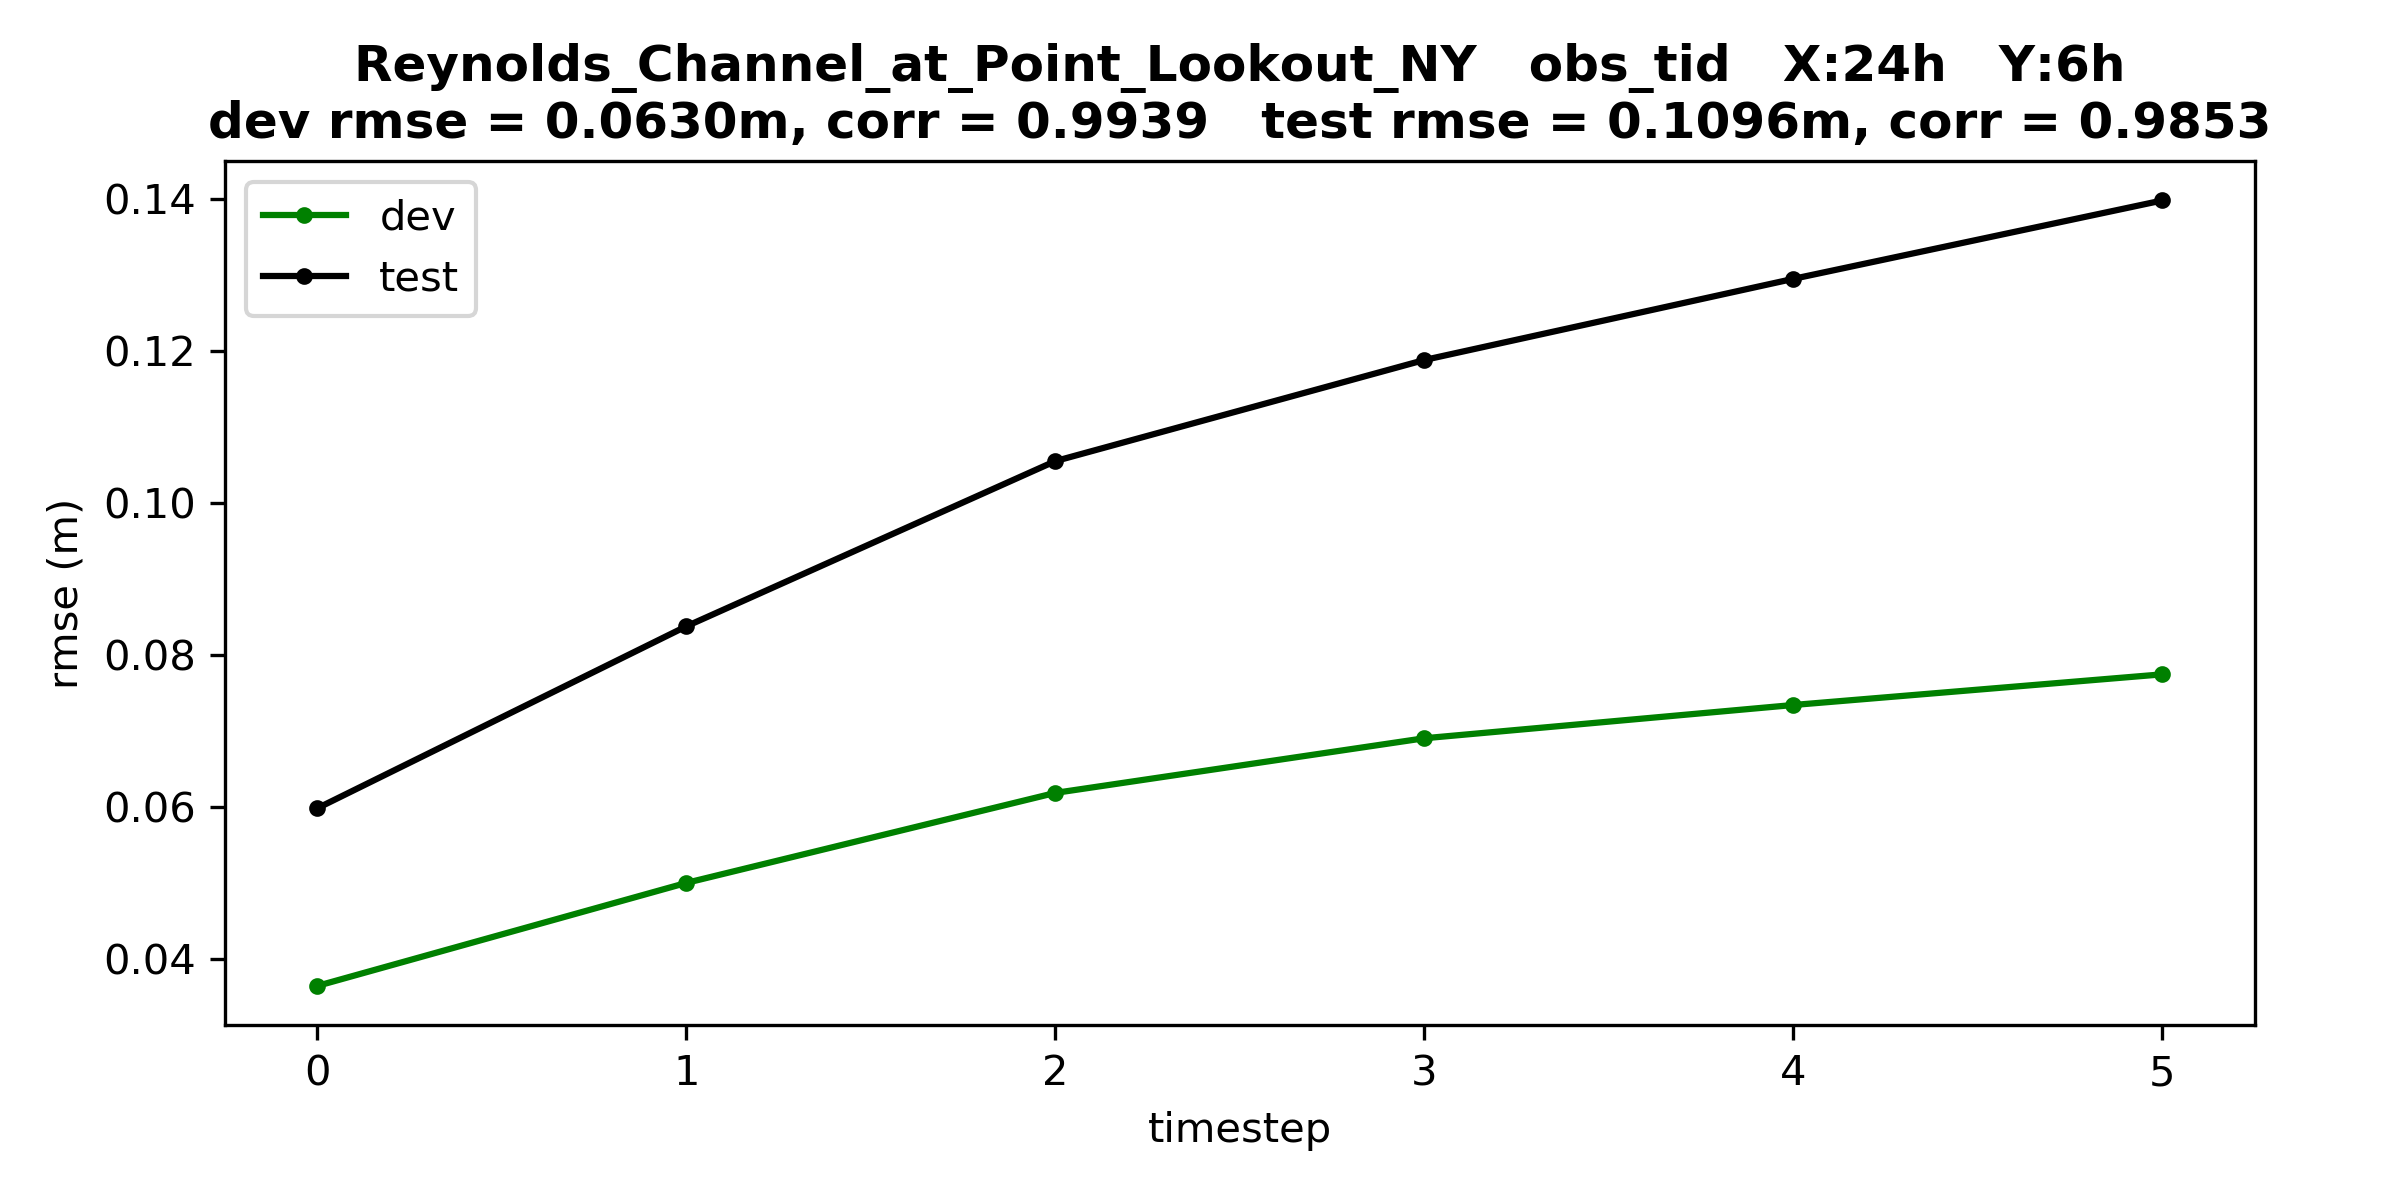 Reynolds_Channel_at_Point_Lookout_NY obs_tid X:24h Y:6h
dev rmse = 0.0630m, corr = 0.9939 test rmse = 0.1096m, corr = 0.9853
dev
test
0.14
0.12
0.10
0.08
0.06
0.04
rmse (m)
0 1 2 3 4 5
timestep